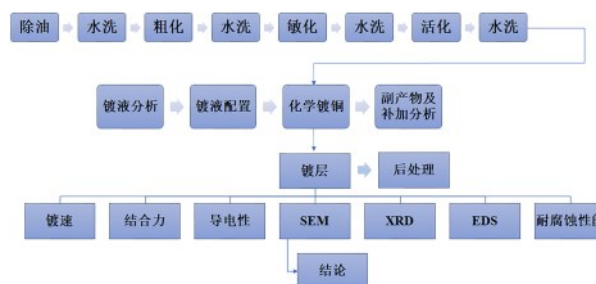 除油 水洗 粗化 水洗 敏化 水洗 活化 水洗
镀液分析 镀液配置 化学镀铜 副产物及
补加分析
镀层 后处理
镀速 结合力 导电性 SEM XRD EDS 耐腐蚀性
结论